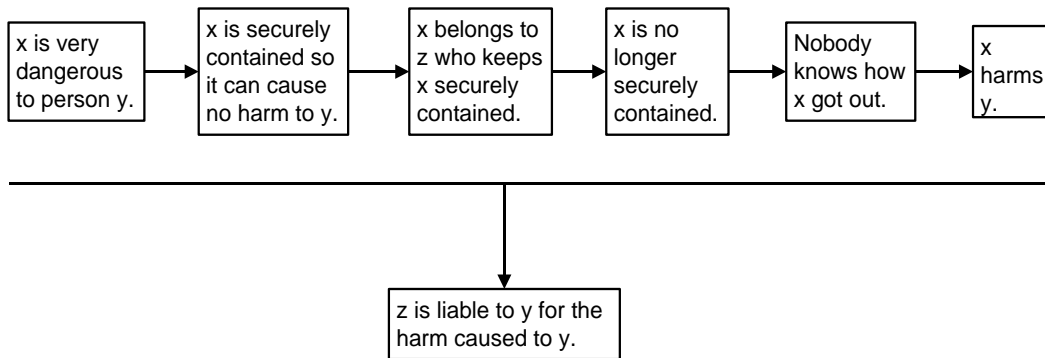 x is very
dangerous
to person y.
x is securely
contained so
it can cause
no harm to y.
x belongs to
z who keeps
x securely
contained.
x is no
longer
securely
contained.
Nobody
knows how
x got out.
x
harms
y.
z is liable to y for the
harm caused to y.